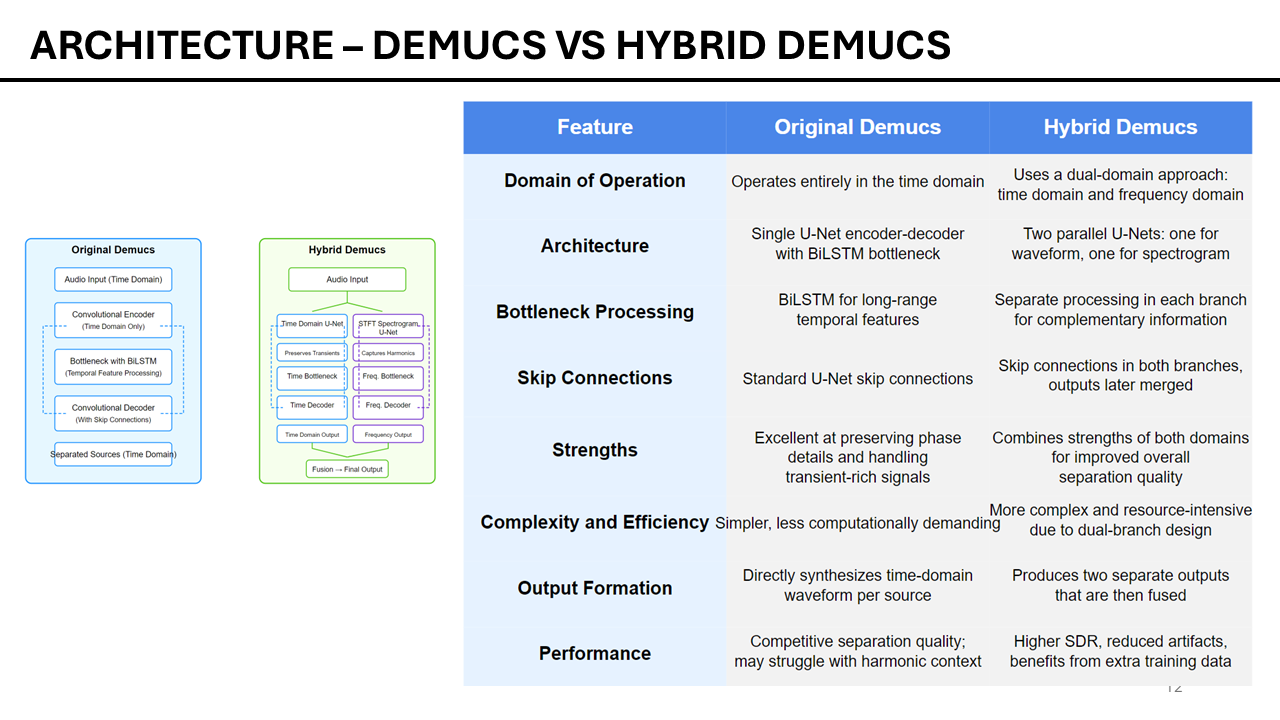 ARCHITECTURE – DEMUCS VS HYBRID DEMUCS
Original Demucs
Audio Input (Time Domain)
Convolutional Encoder
(Time Domain Only)
Bottleneck with BiLSTM
(Temporal Feature Processing)
Convolutional Decoder
(With Skip Connections)
Separated Sources (Time Domain)
Hybrid Demucs
Audio Input
Time Domain U-Net
STFT Spectrogram
U-Net
Preserves Transients
Captures Harmonics
Time Bottleneck
Freq. Bottleneck
Time Decoder
Freq. Decoder
Time Domain Output
Frequency Output
Fusion → Final Output
Feature
Original Demucs
Hybrid Demucs
Domain of Operation
Operates entirely in the time domain
Uses a dual-domain approach:
time domain and frequency domain
Architecture
Single U-Net encoder-decoder
with BiLSTM bottleneck
Two parallel U-Nets: one for
waveform, one for spectrogram
Bottleneck Processing
BiLSTM for long-range
temporal features
Separate processing in each branch
for complementary information
Skip Connections
Standard U-Net skip connections
Skip connections in both branches,
outputs later merged
Strengths
Excellent at preserving phase
details and handling
transient-rich signals
Combines strengths of both domains
for improved overall
separation quality
Complexity and Efficiency
Simpler, less computationally demanding
More complex and resource-intensive
due to dual-branch design
Output Formation
Directly synthesizes time-domain
waveform per source
Produces two separate outputs
that are then fused
Performance
Competitive separation quality;
may struggle with harmonic context
Higher SDR, reduced artifacts,
benefits from extra training data
12